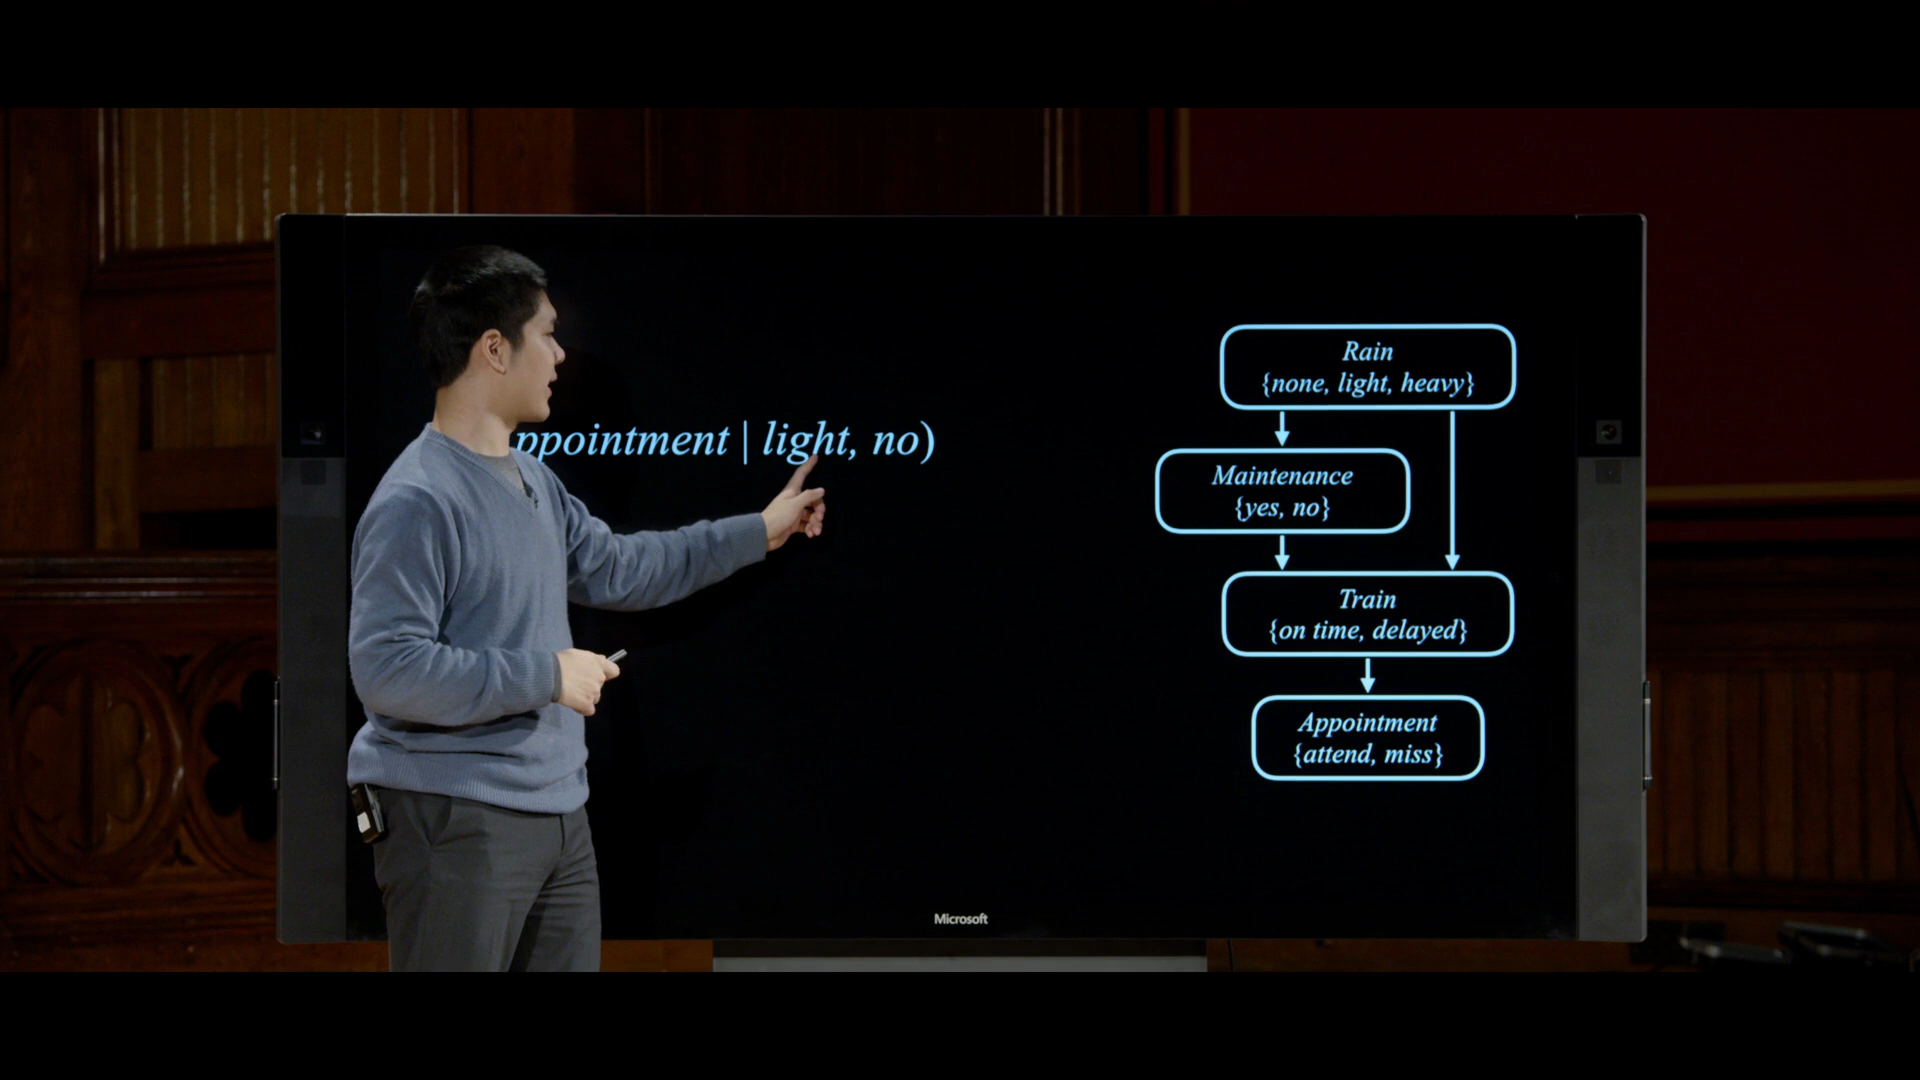 ppointment | light, no)
Rain
{none, light, heavy}
Maintenance
{yes, no}
Train
{on time, delayed}
Appointment
{attend, miss}
Microsoft